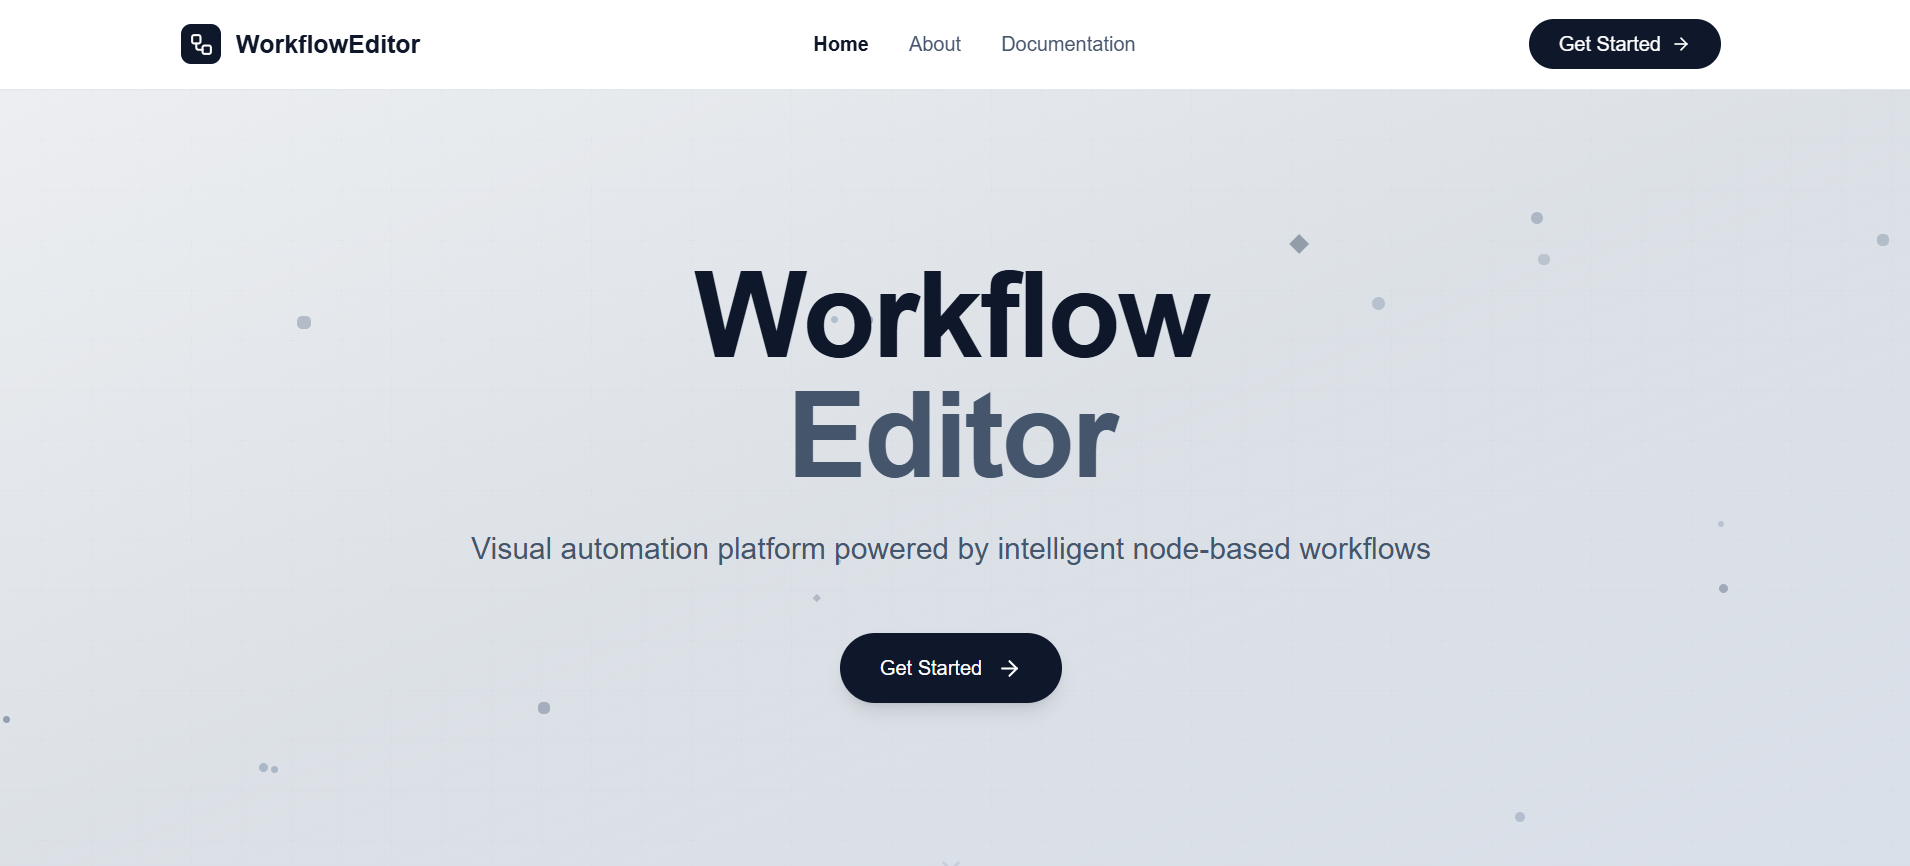 WorkflowEditor
Home
About
Documentation
Get Started
Workflow
Editor
Visual automation platform powered by intelligent node-based workflows
Get Started